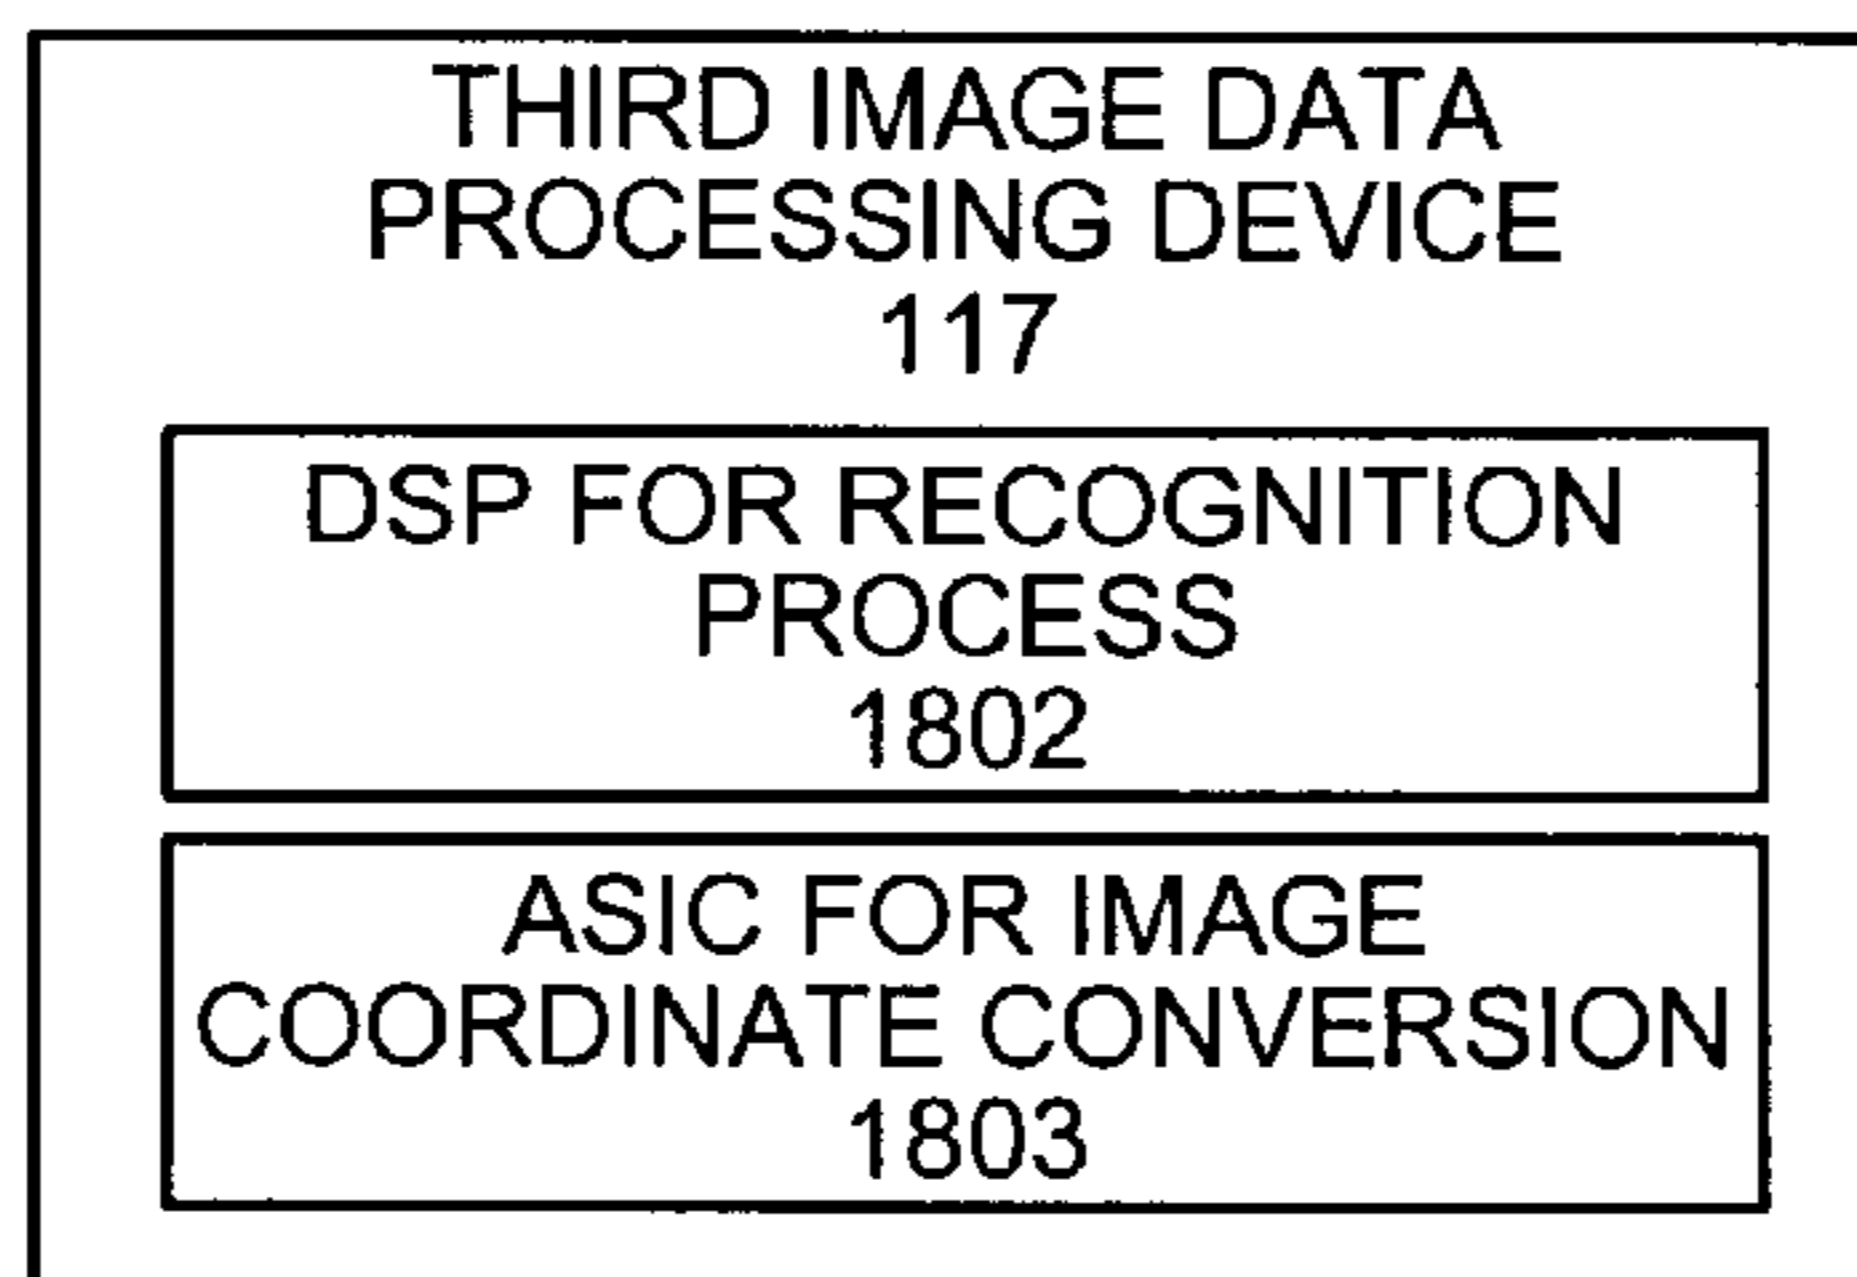 THIRD IMAGE DATA
PROCESSING DEVICE
117
DSP FOR RECOGNITION
PROCESS
1802
ASIC FOR IMAGE
COORDINATE CONVERSION
1803